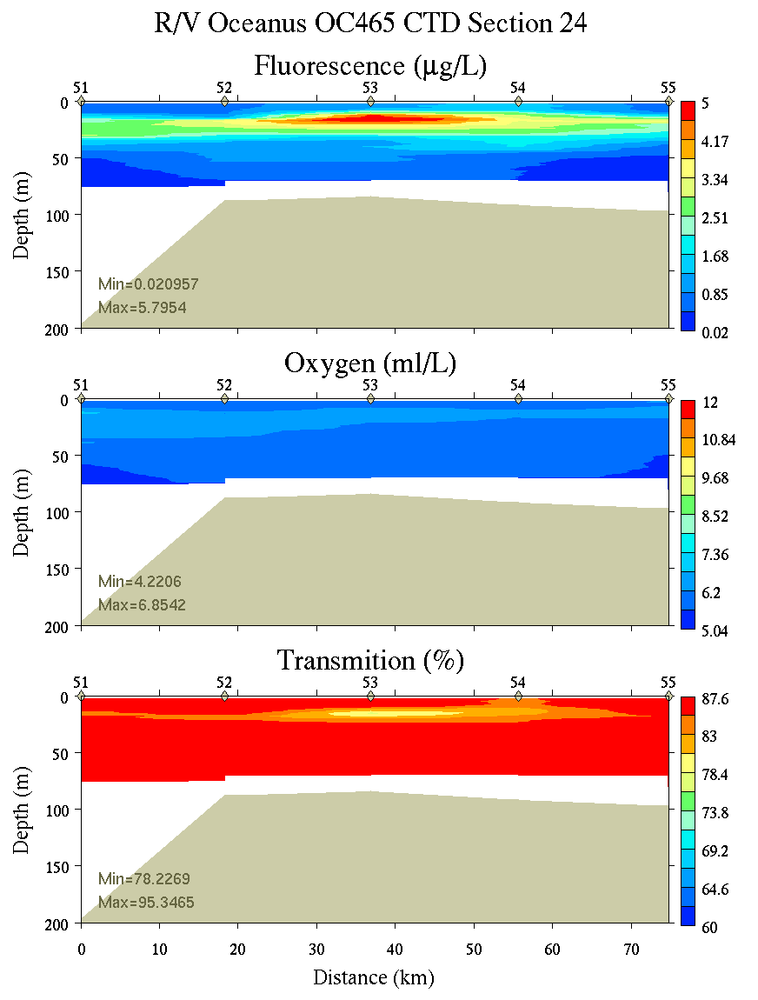 R/V Oceanus OC465 CTD Section 24
Fluorescence (µg/L)
51 52 53 54 55
0
50
100
150
200
Depth (m)
Min=0.020957
Max=5.7954
5
4.17
3.34
2.51
1.68
0.85
0.02
Oxygen (ml/L)
51 52 53 54 55
0
50
100
150
200
Depth (m)
Min=4.2206
Max=6.8542
12
10.84
9.68
8.52
7.36
6.2
5.04
Transmition (%)
51 52 53 54 55
0
50
100
150
200
Depth (m)
Min=78.2269
Max=95.3465
87.6
83
78.4
73.8
69.2
64.6
60
0 10 20 30 40 50 60 70
Distance (km)